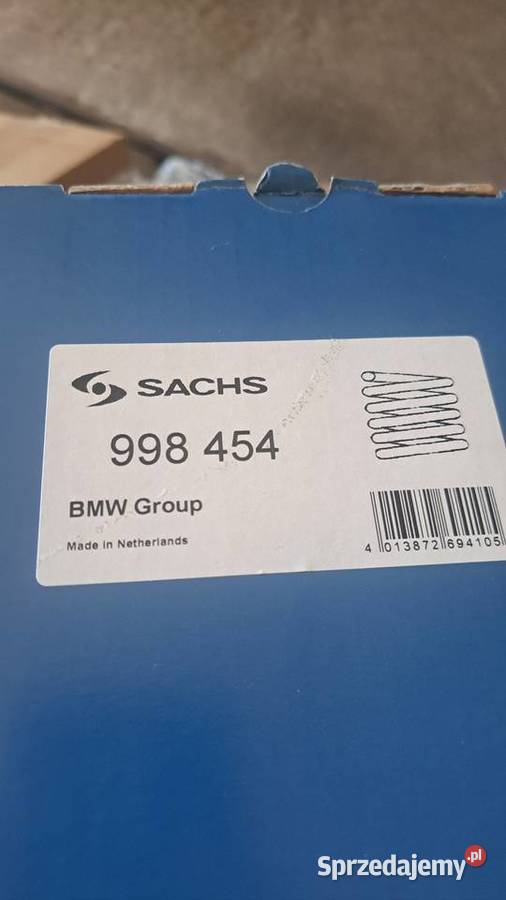 SACHS
998 454
BMW Group
Made in Netherlands
4 013872 694105
Sprzedajemy.pl